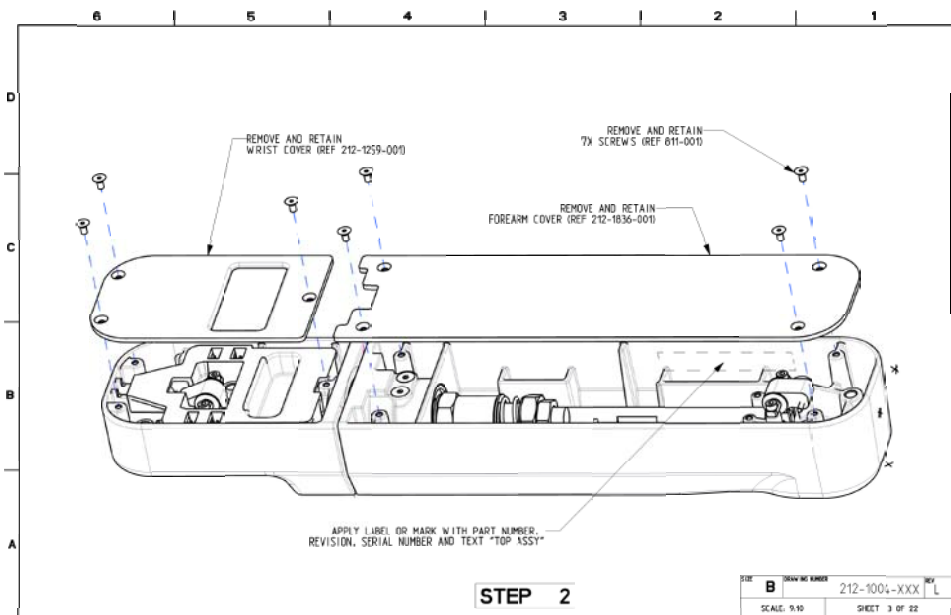 6 5 4 3 2 1
D
REMOVE AND RETAIN
WRIST COVER (REF 212-1259-001)
REMOVE AND RETAIN
7X SCREWS (REF 811-001)
REMOVE AND RETAIN
FOREARM COVER (REF 212-1836-001)
C
B
APPLY LABEL OR MARK WITH PART NUMBER,
REVISION, SERIAL NUMBER AND TEXT "TOP ASSY"
A
STEP 2
SIZE B DRAWING NUMBER 212-1004-XXX REV L
SCALE: 9:10 SHEET 3 OF 22